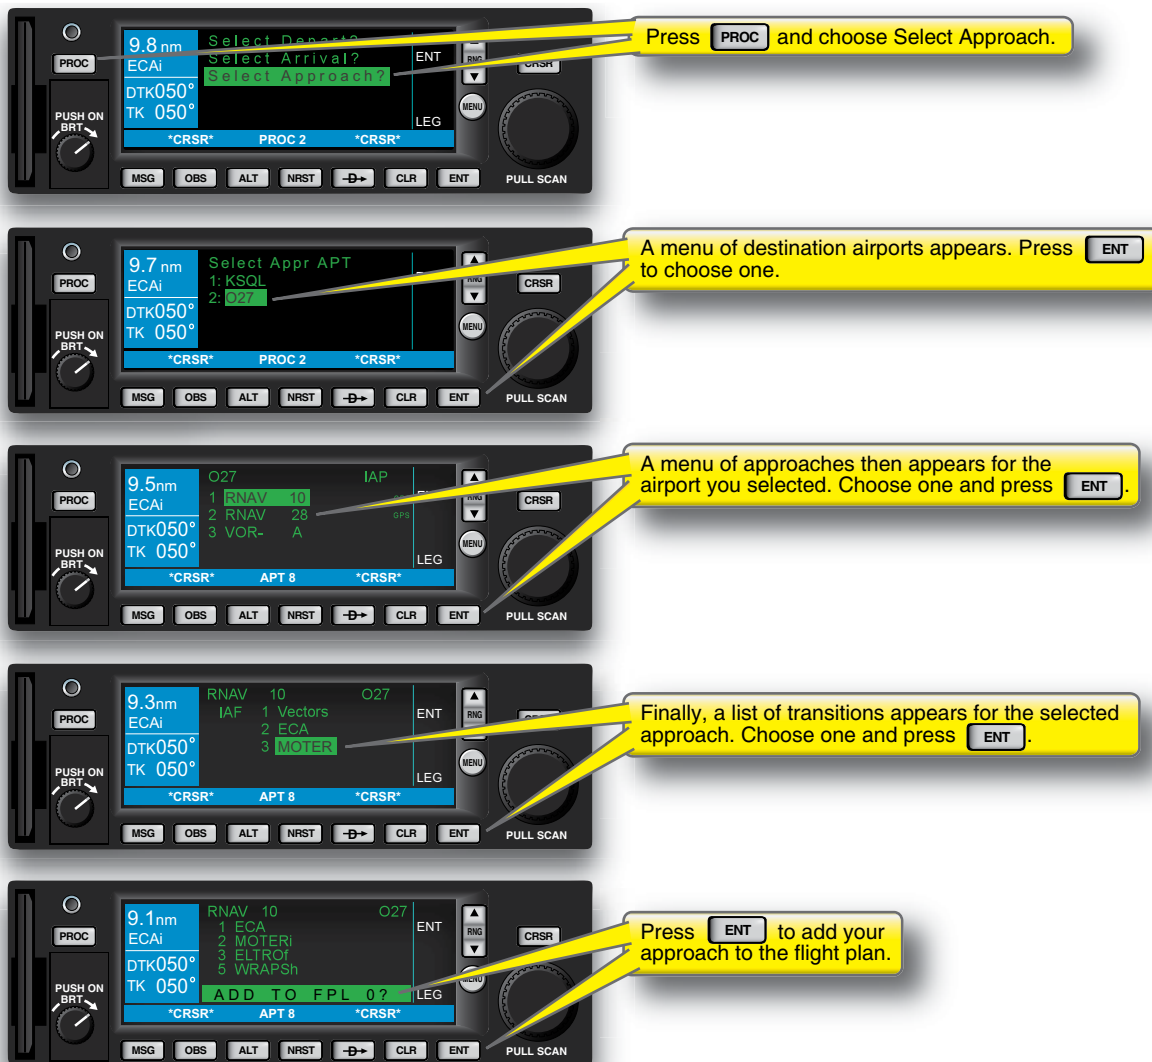 PROC
PUSH ON
BRT
9.8 nm
ECAi
DTK050°
TK 050°
Select Depart?
Select Arrival?
Select Approach?
ENT
LEG
*CRSR* PROC 2 *CRSR*
RNG
MENU
CRSR
MSG OBS ALT NRST D CLR ENT
PULL SCAN
Press PROC and choose Select Approach.
PROC
PUSH ON
BRT
9.7 nm
ECAi
DTK050°
TK 050°
Select Appr APT
1: KSQL
2: O27
*CRSR* PROC 2 *CRSR*
RNG
MENU
CRSR
MSG OBS ALT NRST D CLR ENT
PULL SCAN
A menu of destination airports appears. Press ENT
to choose one.
PROC
PUSH ON
BRT
9.5nm
ECAi
DTK050°
TK 050°
O27 IAP
1 RNAV 10
2 RNAV 28 GPS
3 VOR- A
LEG
*CRSR* APT 8 *CRSR*
RNG
MENU
CRSR
MSG OBS ALT NRST D CLR ENT
PULL SCAN
A menu of approaches then appears for the
airport you selected. Choose one and press ENT .
PROC
PUSH ON
BRT
9.3nm
ECAi
DTK050°
TK 050°
RNAV 10 O27
IAF 1 Vectors
2 ECA
3 MOTER
ENT
LEG
*CRSR* APT 8 *CRSR*
RNG
MENU
MSG OBS ALT NRST D CLR ENT
PULL SCAN
Finally, a list of transitions appears for the selected
approach. Choose one and press ENT .
PROC
PUSH ON
BRT
9.1nm
ECAi
DTK050°
TK 050°
RNAV 10 O27
1 ECA
2 MOTERi
3 ELTROf
5 WRAPSh
ADD TO FPL 0?
ENT
LEG
*CRSR* APT 8 *CRSR*
RNG
MENU
CRSR
MSG OBS ALT NRST D CLR ENT
PULL SCAN
Press ENT to add your
approach to the flight plan.